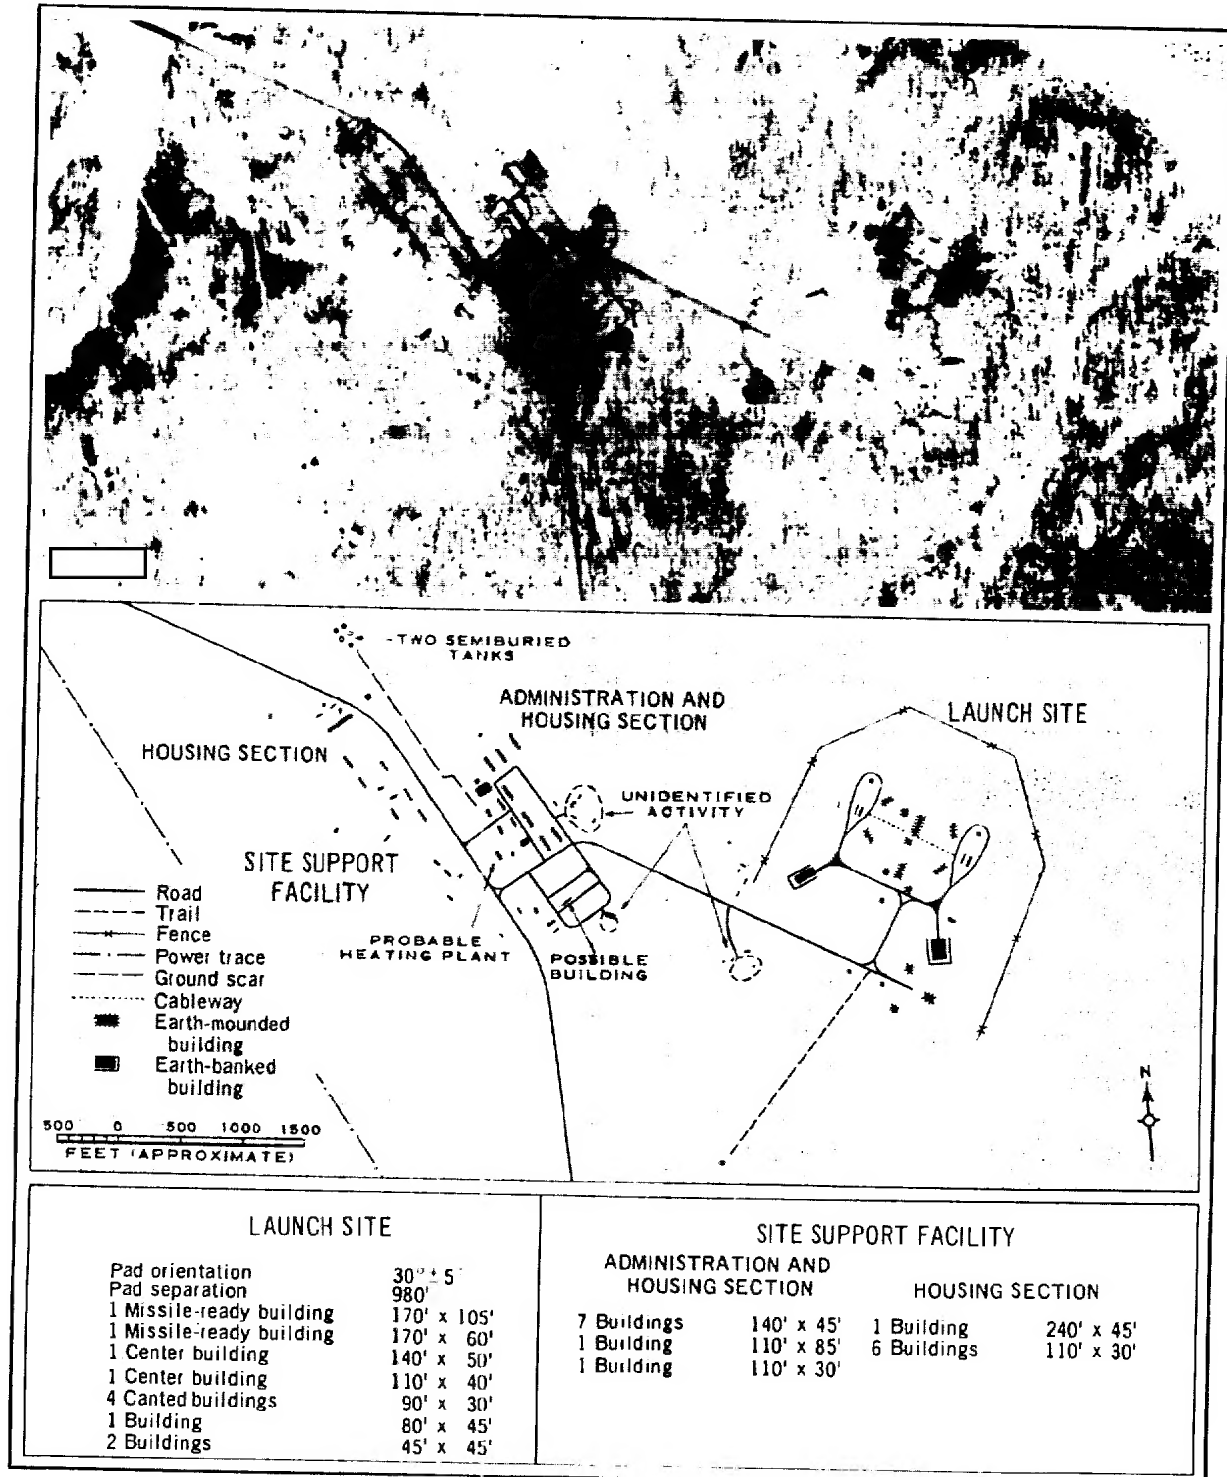 TWO SEMIBURIED
TANKS
ADMINISTRATION AND
HOUSING SECTION
LAUNCH SITE
HOUSING SECTION
UNIDENTIFIED
ACTIVITY
SITE SUPPORT
FACILITY
PROBABLE
HEATING PLANT
POSSIBLE
BUILDING
Road
Trail
Fence
Power trace
Ground scar
Cableway
Earth-mounded
building
Earth-banked
building
N
500 0 500 1000 1500
FEET (APPROXIMATE)
LAUNCH SITE
Pad orientation 30° ± 5°
Pad separation 980'
1 Missile-ready building 170' x 105'
1 Missile-ready building 170' x 60'
1 Center building 140' x 50'
1 Center building 110' x 40'
4 Canted buildings 90' x 30'
1 Building 80' x 45'
2 Buildings 45' x 45'
SITE SUPPORT FACILITY
ADMINISTRATION AND
HOUSING SECTION
7 Buildings 140' x 45'
1 Building 110' x 85'
1 Building 110' x 30'
HOUSING SECTION
1 Building 240' x 45'
6 Buildings 110' x 30'